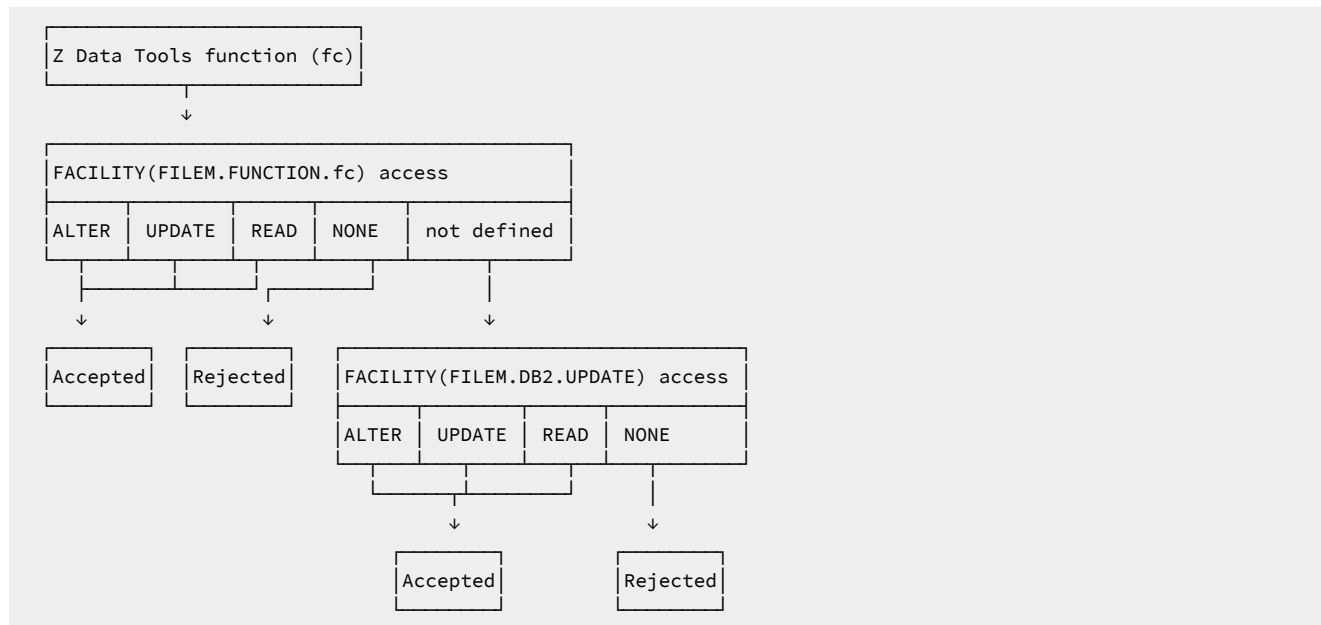 Z Data Tools function (fc)
FACILITY(FILEM.FUNCTION.fc) access
ALTER UPDATE READ NONE not defined
Accepted Rejected FACILITY(FILEM.DB2.UPDATE) access
ALTER UPDATE READ NONE
Accepted Rejected